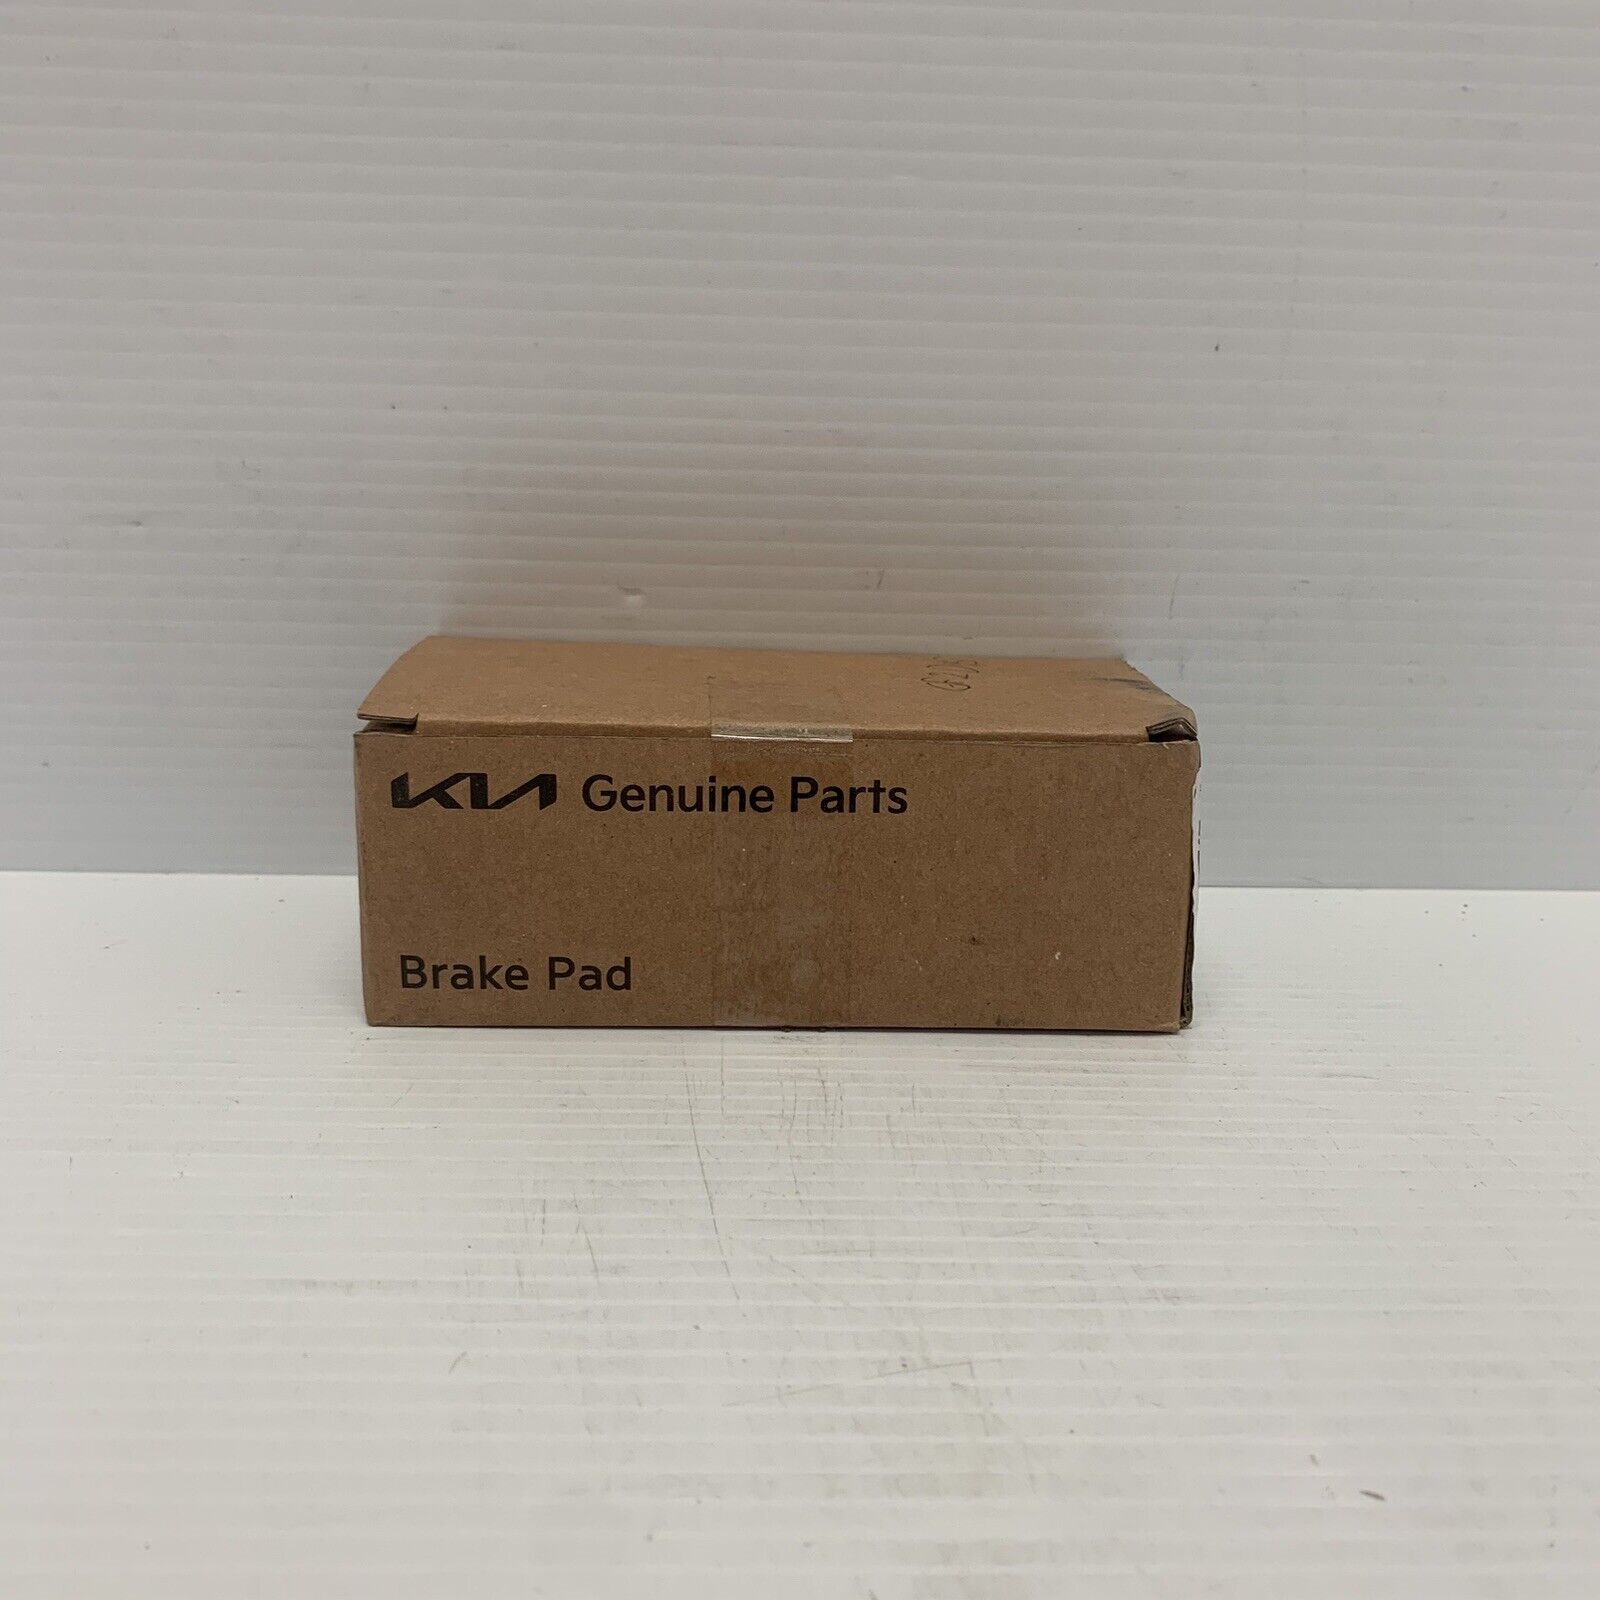 KIA Genuine Parts
Brake Pad